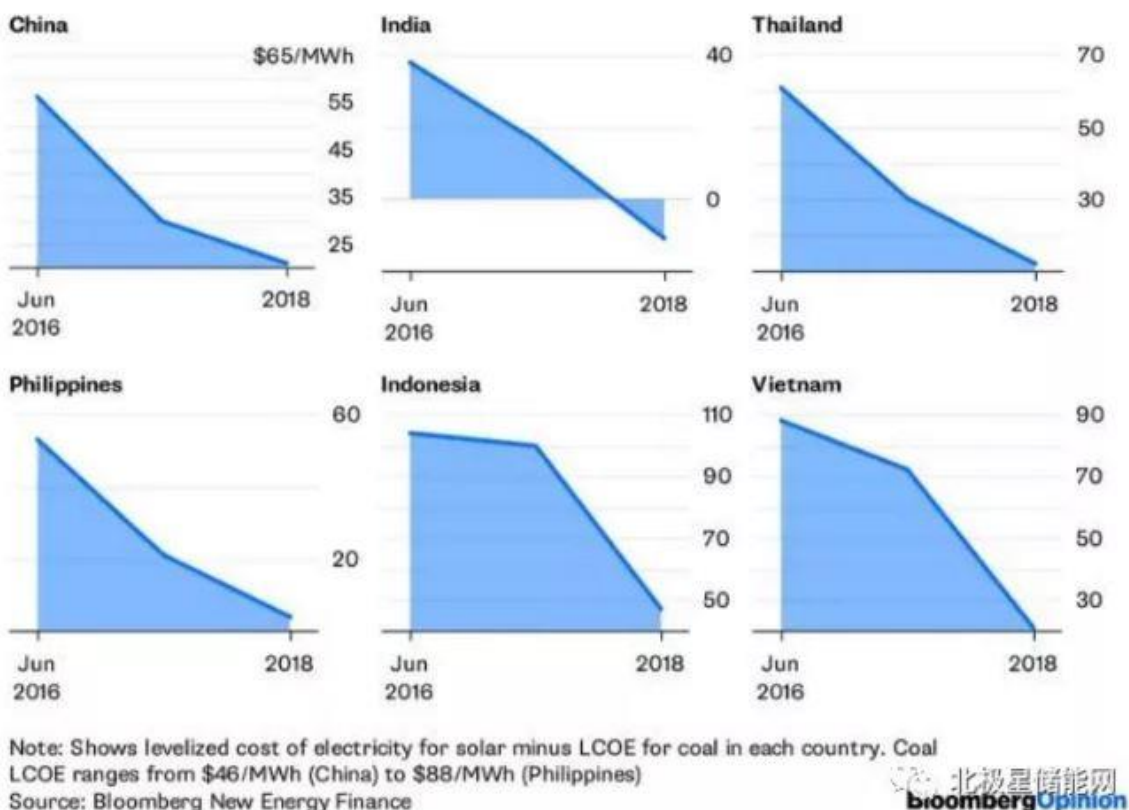 China
$65/MWh
55
45
35
25
Jun
2016
2018
India
40
0
Jun
2016
2018
Thailand
70
50
30
Jun
2016
2018
Philippines
60
20
Jun
2016
2018
Indonesia
110
90
70
50
Jun
2016
2018
Vietnam
90
70
50
30
Jun
2016
2018
Note: Shows levelized cost of electricity for solar minus LCOE for coal in each country. Coal
LCOE ranges from $46/MWh (China) to $88/MWh (Philippines)
Source: Bloomberg New Energy Finance
北极星储能网
BloombergOpinion